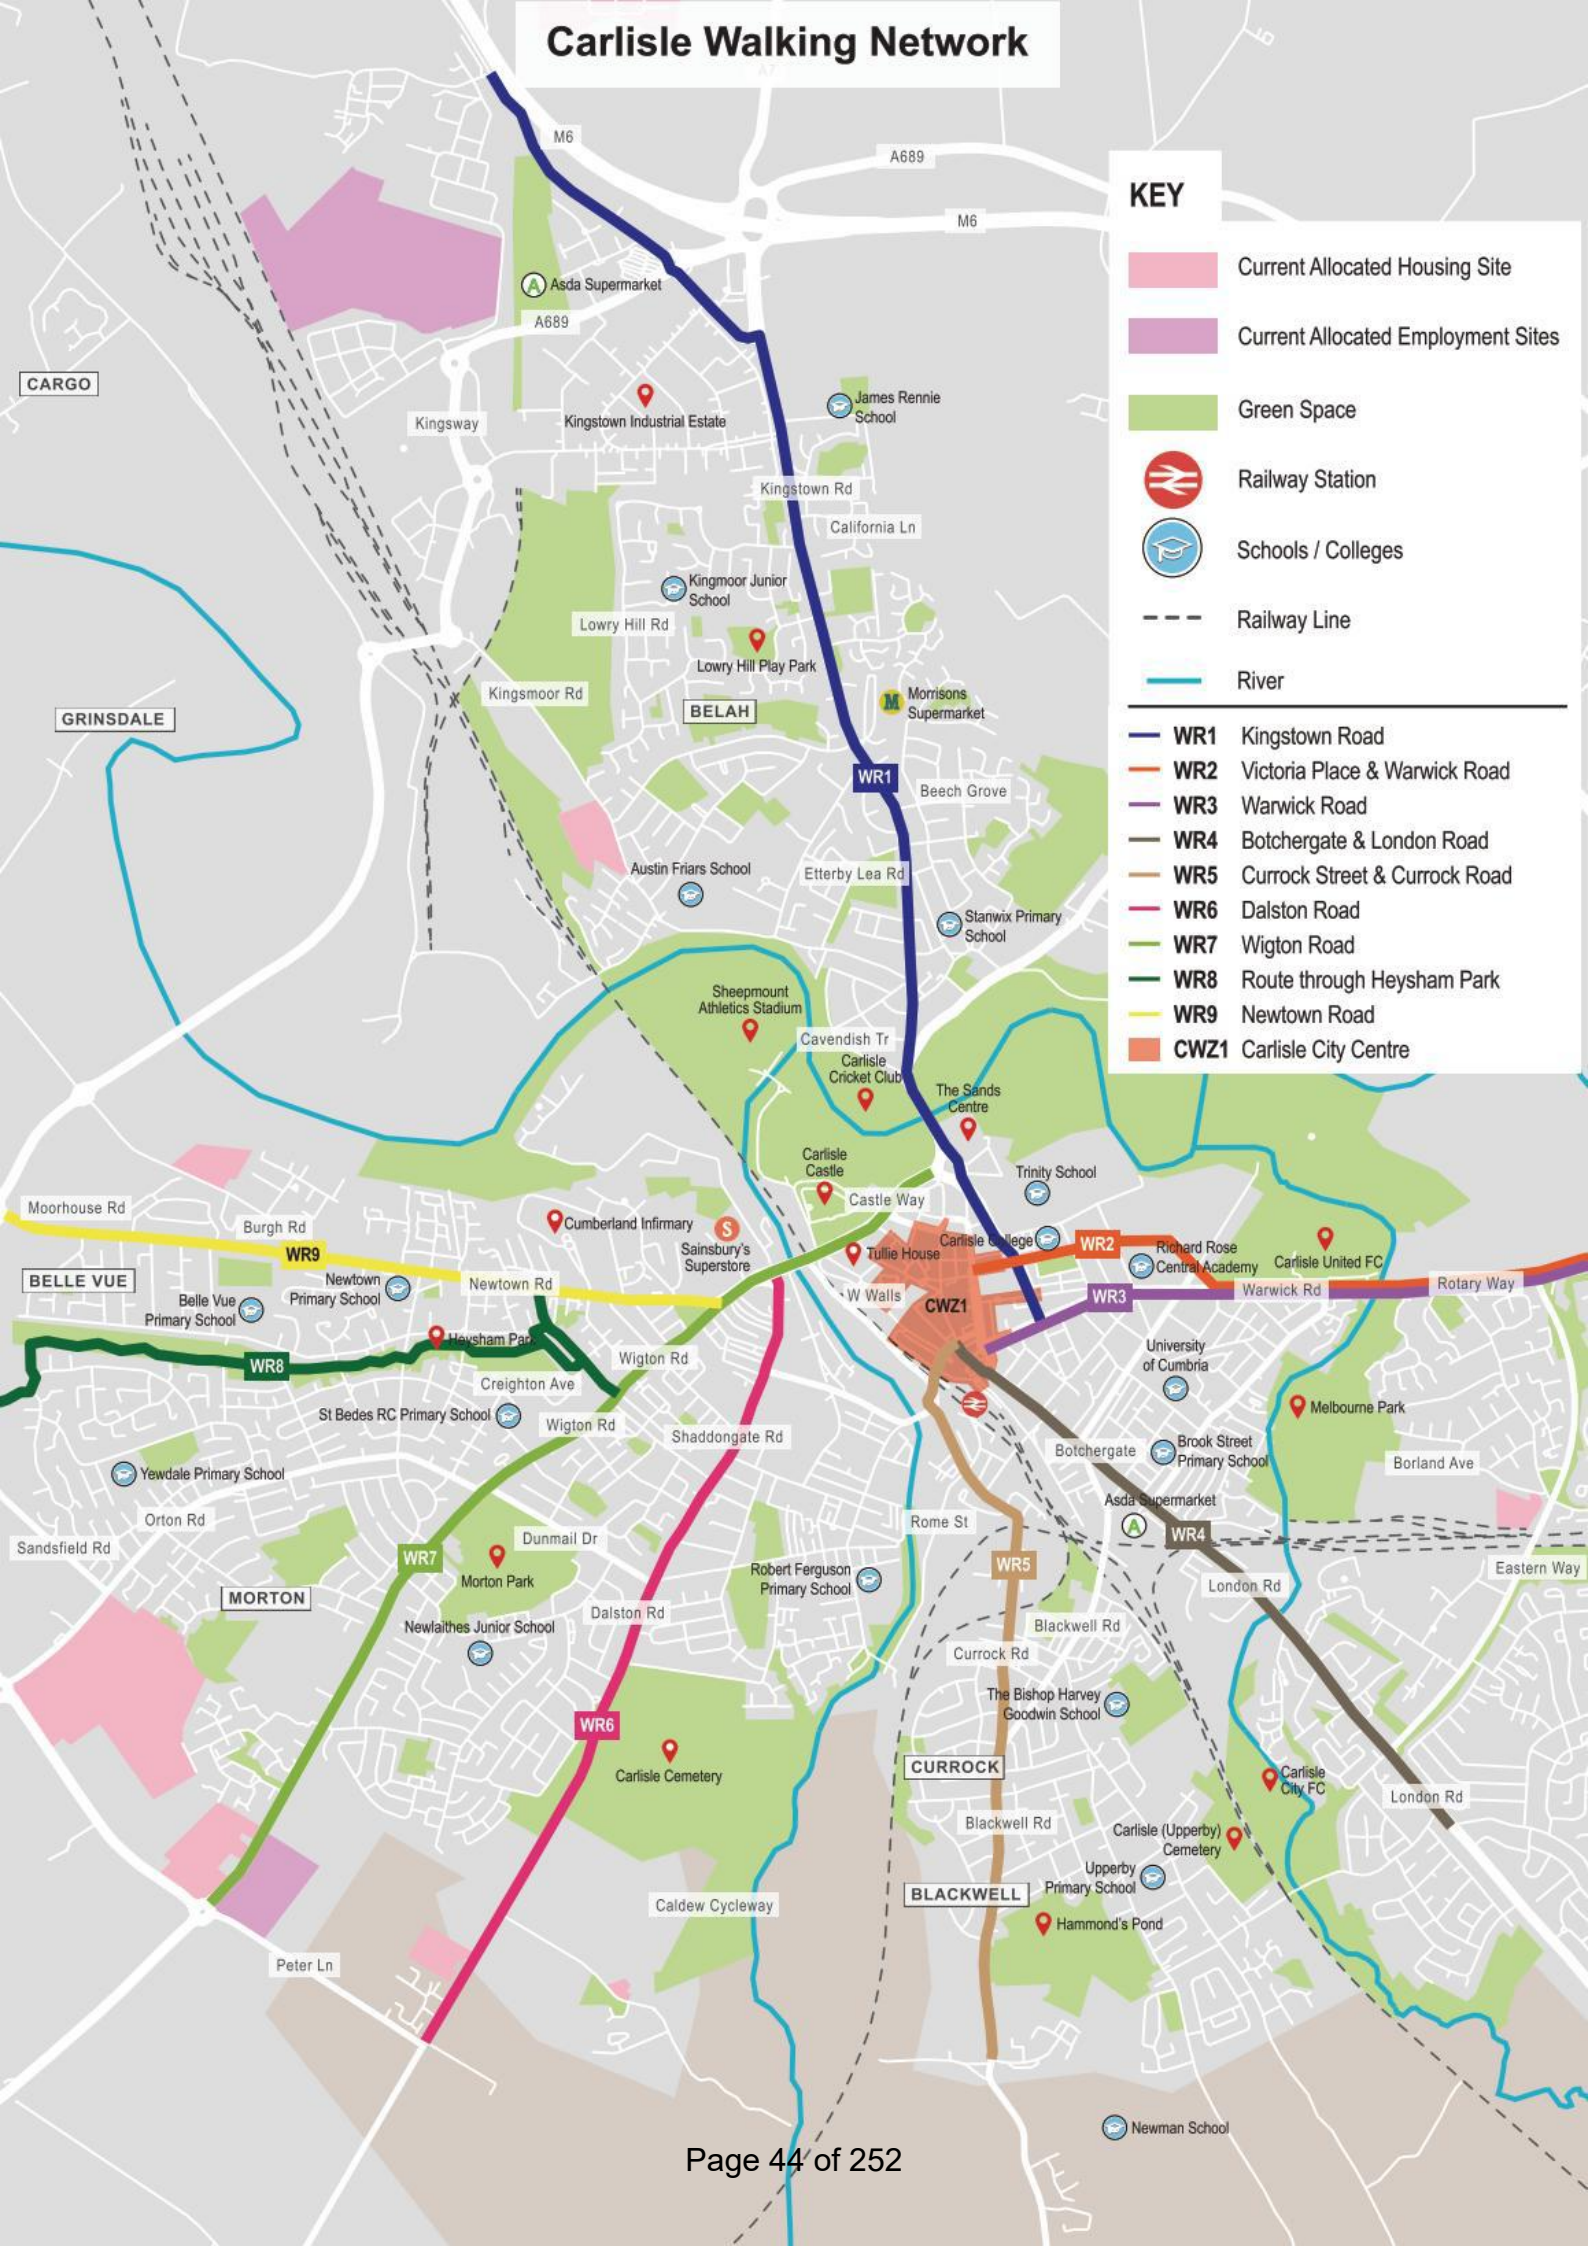 Carlisle Walking Network
A7
M6
A689
M6
KEY
Current Allocated Housing Site
Current Allocated Employment Sites
Green Space
Railway Station
Schools / Colleges
Railway Line
River
WR1 Kingstown Road
WR2 Victoria Place & Warwick Road
WR3 Warwick Road
WR4 Botchergate & London Road
WR5 Currock Street & Currock Road
WR6 Dalston Road
WR7 Wigton Road
WR8 Route through Heysham Park
WR9 Newtown Road
CWZ1 Carlisle City Centre
A Asda Supermarket
A689
CARGO
Kingsway
Kingstown Industrial Estate
James Rennie
School
Kingstown Rd
California Ln
Kingmoor Junior
School
Lowry Hill Rd
Lowry Hill Play Park
Kingsmoor Rd
BELAH
M
Morrisons
Supermarket
GRINSDALE
WR1
Beech Grove
Austin Friars School
Etterby Lea Rd
Stanwix Primary
School
Sheepmount
Athletics Stadium
Cavendish Tr
Carlisle
Cricket Club
The Sands
Centre
Carlisle
Castle
Castle Way
Trinity School
Moorhouse Rd
Burgh Rd
WR9
Cumberland Infirmary
S
Sainsbury's
Superstore
Tullie House
Carlisle College
WR2
Richard Rose
Central Academy
Carlisle United FC
BELLE VUE
Newtown
Primary School
Newtown Rd
W Walls
CWZ1
WR3
Warwick Rd
Rotary Way
Belle Vue
Primary School
Heysham Park
WR8
Wigton Rd
Creighton Ave
University
of Cumbria
St Bedes RC Primary School
Wigton Rd
Shaddongate Rd
Melbourne Park
Botchergate
Brook Street
Primary School
Borland Ave
Yewdale Primary School
Orton Rd
Sandsfield Rd
Asda Supermarket
A
Rome St
WR4
Dunmail Dr
WR7
Morton Park
Robert Ferguson
Primary School
WR5
London Rd
Eastern Way
MORTON
Newlaithes Junior School
Dalston Rd
Blackwell Rd
Currock Rd
The Bishop Harvey
Goodwin School
WR6
Carlisle Cemetery
CURROCK
Carlisle
City FC
London Rd
Blackwell Rd
Carlisle (Upperby)
Cemetery
Upperby
Primary School
BLACKWELL
Caldew Cycleway
Hammond's Pond
Peter Ln
Newman School
Page 44 of 252